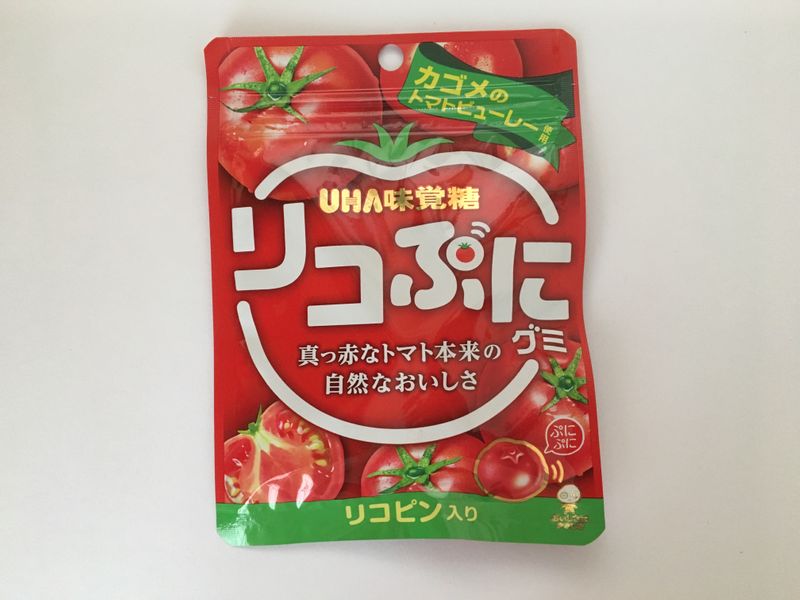 カゴメの
トマトピューレー使用
UHA味覚糖
リコぷに
グミ
真っ赤なトマト本来の
自然なおいしさ
ぷに
ぷに
リコピン入り